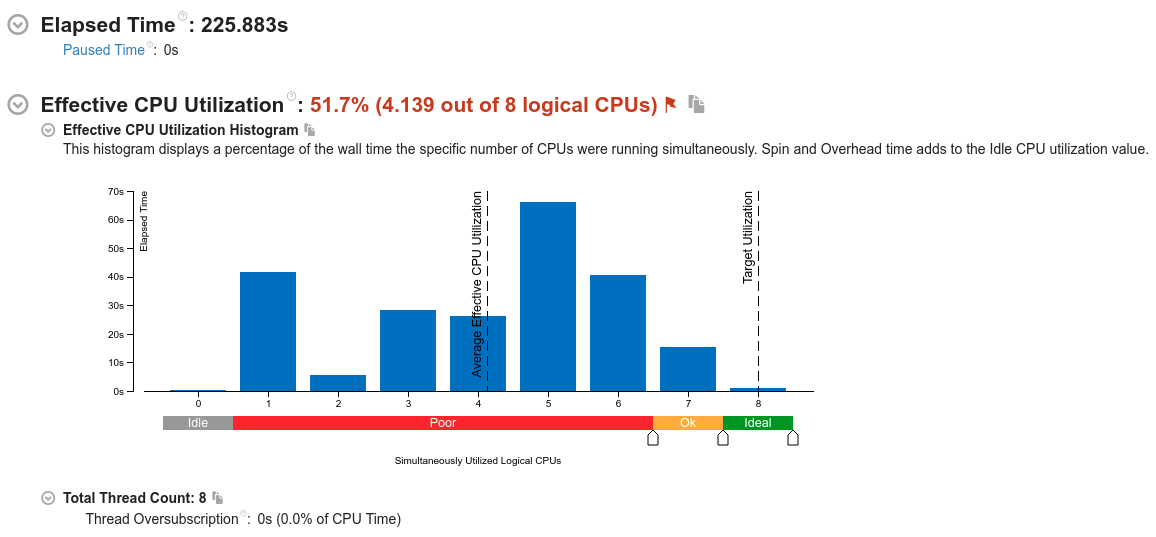 Elapsed Time: 225.883s
Paused Time: 0s
Effective CPU Utilization: 51.7% (4.139 out of 8 logical CPUs)
Effective CPU Utilization Histogram
This histogram displays a percentage of the wall time the specific number of CPUs were running simultaneously. Spin and Overhead time adds to the Idle CPU utilization value.
70s
60s
50s
40s
30s
20s
10s
0s
Elapsed Time
Average Effective CPU Utilization
Target Utilization
0 1 2 3 4 5 6 7 8
Idle Poor Ok Ideal
Simultaneously Utilized Logical CPUs
Total Thread Count: 8
Thread Oversubscription: 0s (0.0% of CPU Time)